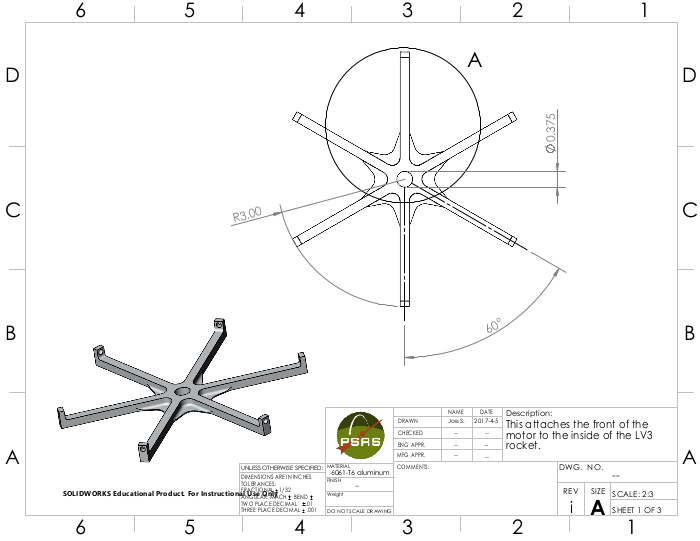 6 5 4 3 2 1
D D
A
Ø0.375
C C
R3.00
60°
B B
PSAS
NAME DATE
DRAWN Joe S. 2017-4-5
CHECKED -- --
ENG APPR. -- --
MFG APPR. -- --
COMMENTS:
Description:
This attaches the front of the
motor to the inside of the LV3
rocket.
A A
UNLESS OTHERWISE SPECIFIED:
DIMENSIONS ARE IN INCHES
TOLERANCES:
FRACTIONAL ± 1/32
ANGULAR: MACH ± BEND ±
TWO PLACE DECIMAL ±.01
THREE PLACE DECIMAL ± .001
MATERIAL
6061-T6 aluminum
FINISH
--
Weight
DO NOT SCALE DRAWING
SOLIDWORKS Educational Product. For Instructional Use Only
DWG. NO.
--
REV
i
SIZE
A
SCALE: 2:3
SHEET 1 OF 3
6 5 4 3 2 1